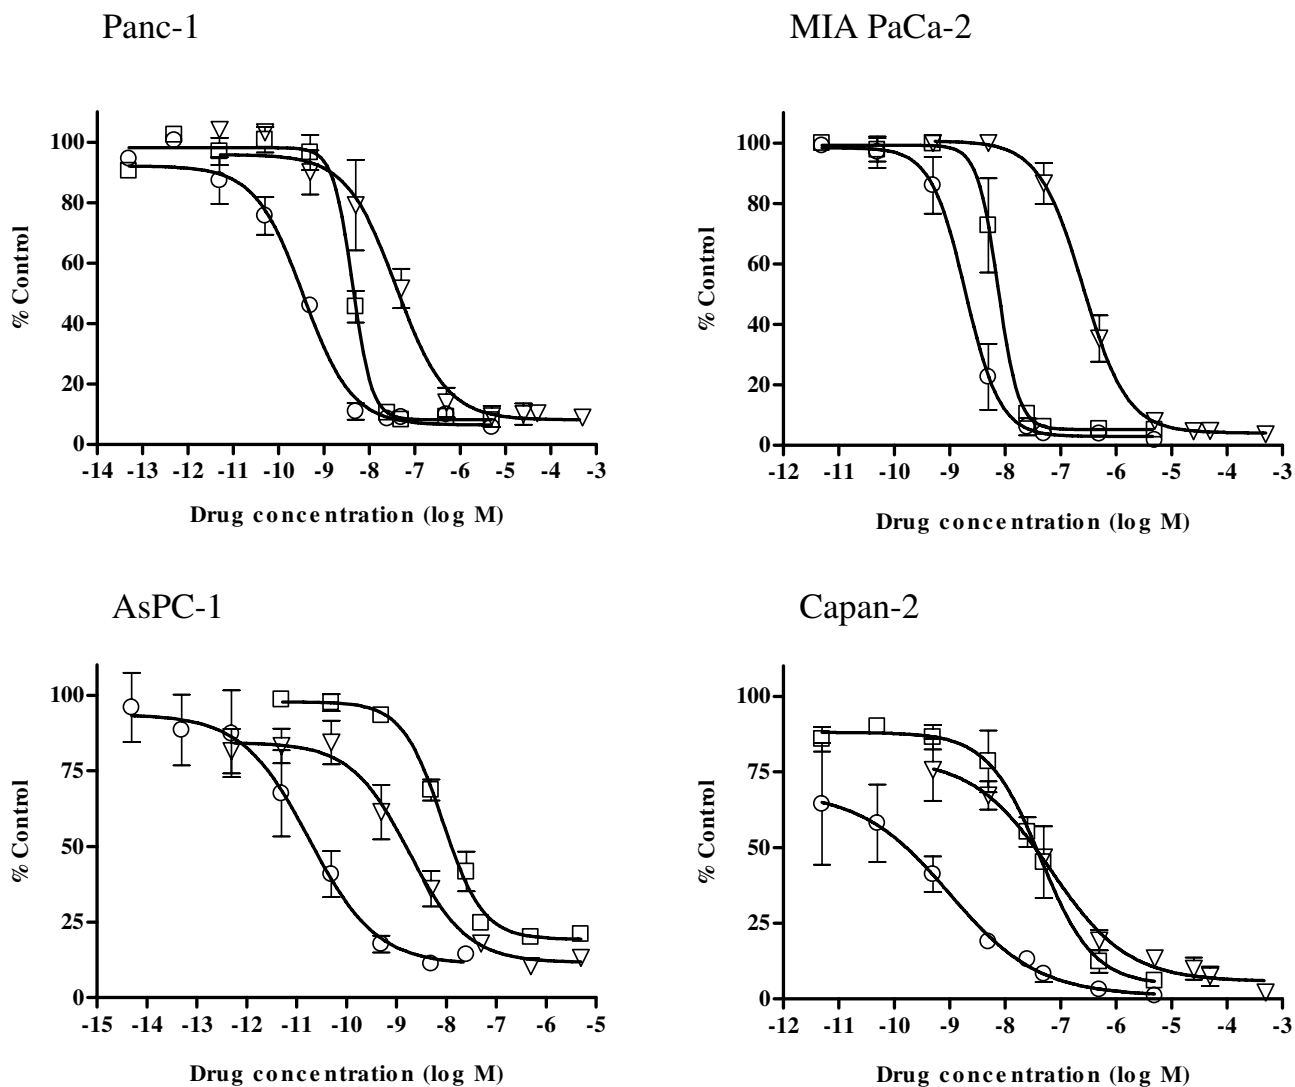 Panc-1
MIA PaCa-2
% Control
100
80
60
40
20
0
-14 -13 -12 -11 -10 -9 -8 -7 -6 -5 -4 -3
Drug concentration (log M)
% Control
100
80
60
40
20
0
-12 -11 -10 -9 -8 -7 -6 -5 -4 -3
Drug concentration (log M)
AsPC-1
Capan-2
% Control
100
75
50
25
0
-15 -14 -13 -12 -11 -10 -9 -8 -7 -6 -5
Drug concentration (log M)
% Control
100
75
50
25
0
-12 -11 -10 -9 -8 -7 -6 -5 -4 -3
Drug concentration (log M)